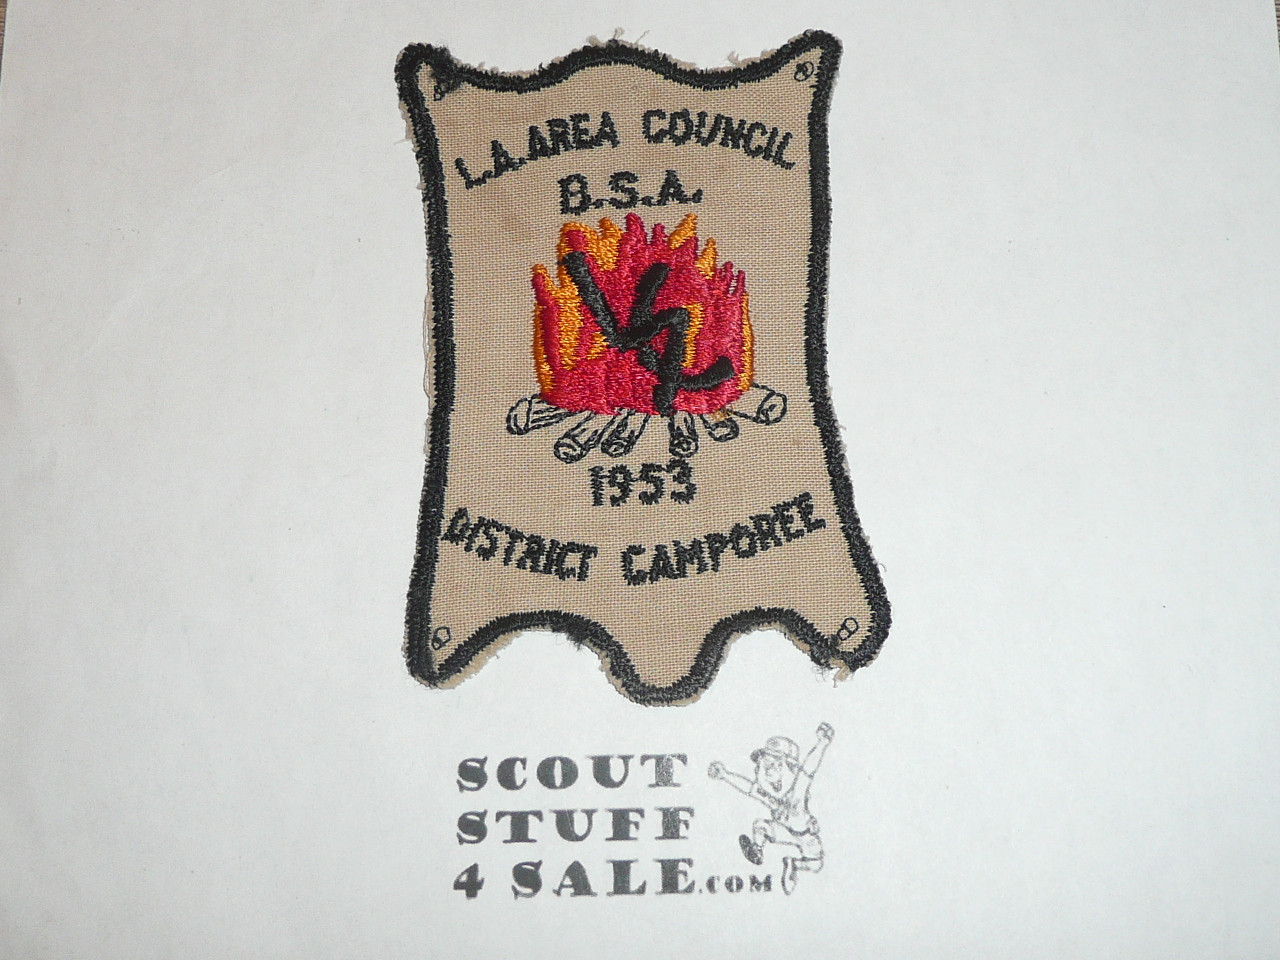 L.A. AREA COUNCIL
B.S.A.
1953
DISTRICT CAMPOREE
SCOUT
STUFF
4 SALE.COM